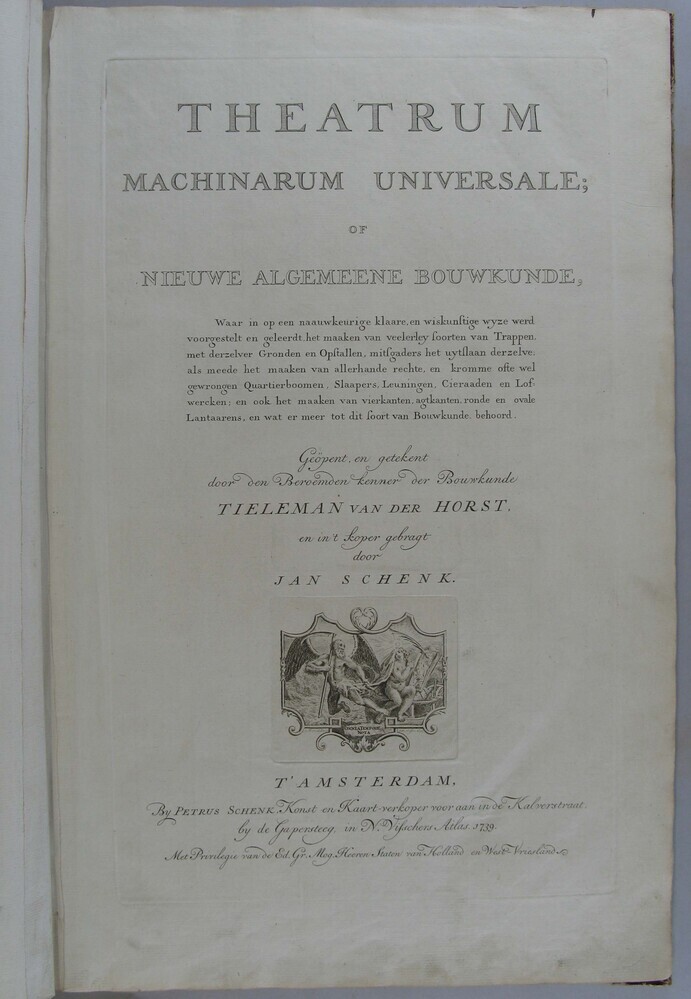 THEATRUM
MACHINARUM UNIVERSALE;
OF
NIEUWE ALGEMEENE BOUWKUNDE,
Waar in op een naauwkeurige klaare, en wiskunſtige wyze werd
voorgestelt en geleerdt, het maaken van veelerley ſoorten van Trappen,
met derzelver Gronden en Opſtallen, mitſgaders het uytſlaan derzelve;
als meede het maaken van allerhande rechte, en kromme ofte wel
gewrongen Quartierboomen, Slaapers, Leuningen, Cieraaden en Lof-
wercken; en ook het maaken van vierkanten, agtkanten, ronde en ovale
Lantaarens, en wat er meer tot dit ſoort van Bouwkunde, behoord.
Geöpent, en getekent
door den Beroemden kenner der Bouwkunde
TIELEMAN VAN DER HORST,
en in't koper gebragt
door
JAN SCHENK.
NOTA
T'AMSTERDAM,
By PETRUS SCHENK, Konst en Kaart-verkoper voor aan in de Kalverstraat,
by de Gapersteeg, in N. Viſſchers Atlas. 1739.
Met Privilegie van de Ed. Gr. Mog. Heeren Staten van Holland en West-Vriesland.